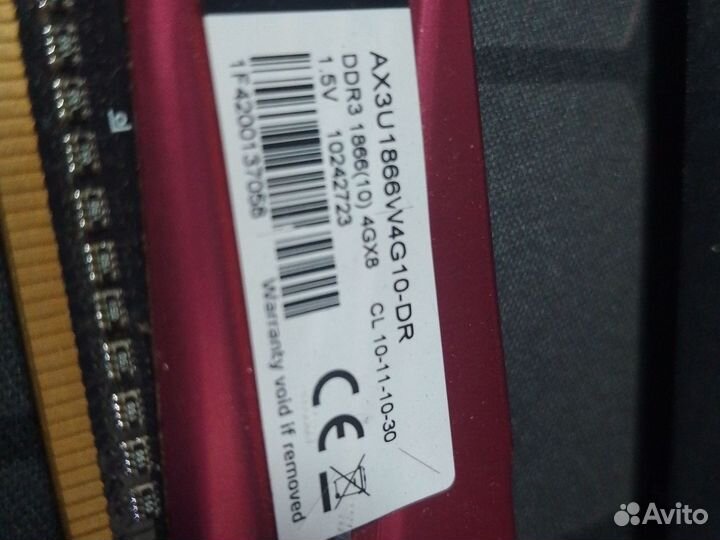 AX3U1866W4G10-DR
DDR3 1866(10) 4GX8 CL 10-11-10-30
1.5V 10242723
1F4200137058
Warranty void if removed
CE
Avito